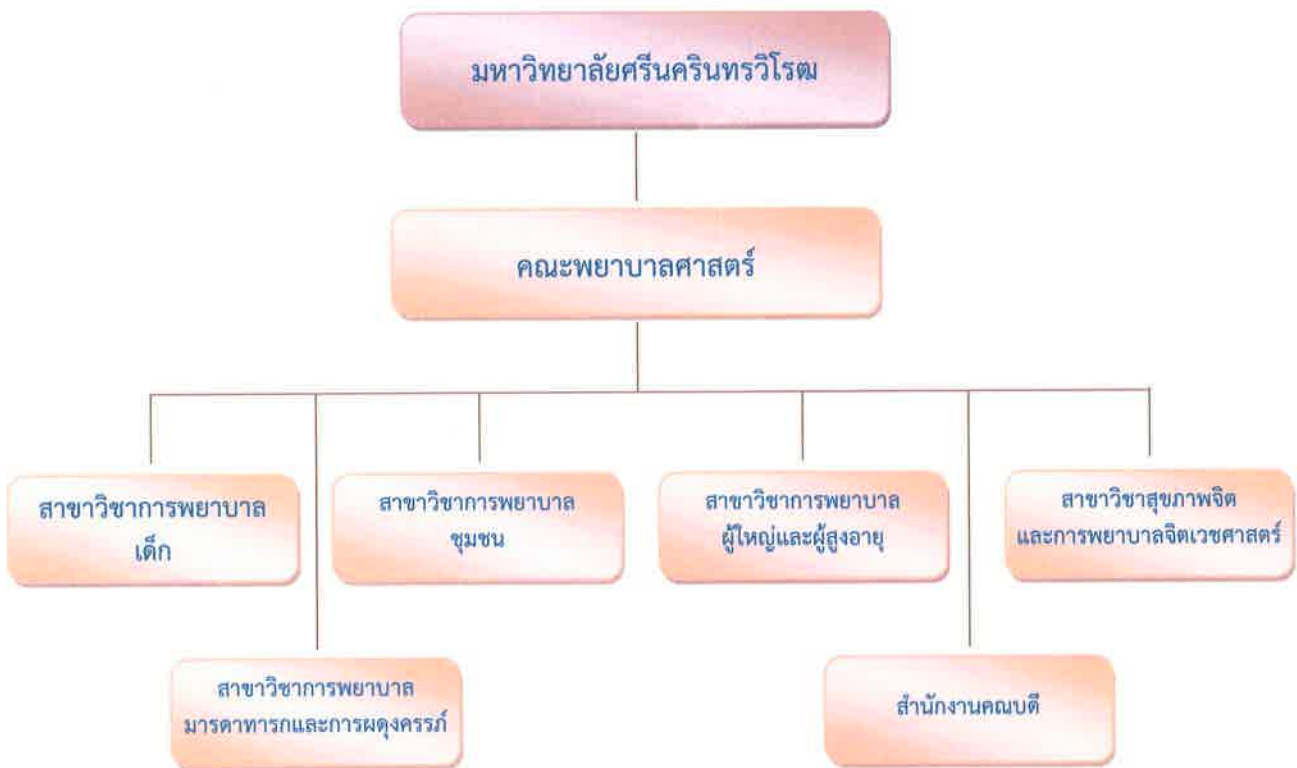 มหาวิทยาลัยศรีนครินทรวิโรฒ
คณะพยาบาลศาสตร์
สาขาวิชาการพยาบาล
เด็ก
สาขาวิชาการพยาบาล
ชุมชน
สาขาวิชาการพยาบาล
ผู้ใหญ่และผู้สูงอายุ
สาขาวิชาสุขภาพจิต
และการพยาบาลจิตเวชศาสตร์
สาขาวิชาการพยาบาล
มารดาทารกและการผดุงครรภ์
สำนักงานคณบดี